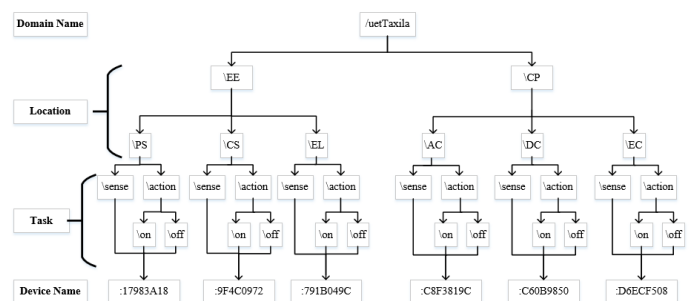 Domain Name
/uetTaxila
\EE
\CP
Location
\PS
\CS
\EL
\AC
\DC
\EC
\sense
\action
\sense
\action
\sense
\action
\sense
\action
\sense
\action
\sense
\action
Task
\on
\off
\on
\off
\on
\off
\on
\off
\on
\off
\on
\off
Device Name
:17983A18
:9F4C0972
:791B049C
:C8F3819C
:C60B9850
:D6ECF508